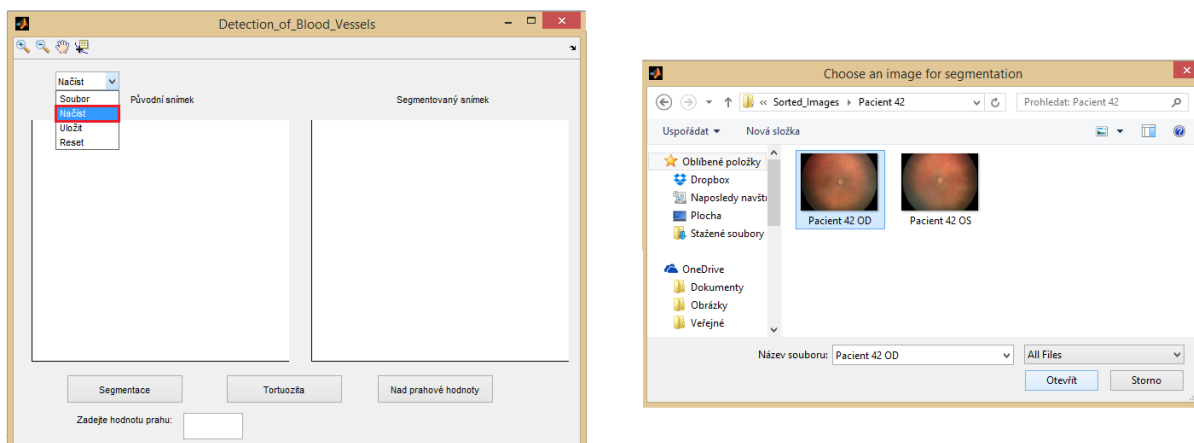 Detection_of_Blood_Vessels
Načíst
Soubor
Načíst
Uložit
Reset
Původní snímek
Segmentovaný snímek
Segmentace
Tortuozita
Nad prahové hodnoty
Zadejte hodnotu prahu:
Choose an image for segmentation
« Sorted_Images Pacient 42
Prohledat: Pacient 42
Uspořádat
Nová složka
Oblíbené položky
Dropbox
Naposledy navšti
Plocha
Stažené soubory
OneDrive
Dokumenty
Obrázky
Veřejné
Pacient 42 OD
Pacient 42 OS
Název souboru: Pacient 42 OD
All Files
Otevřít
Storno